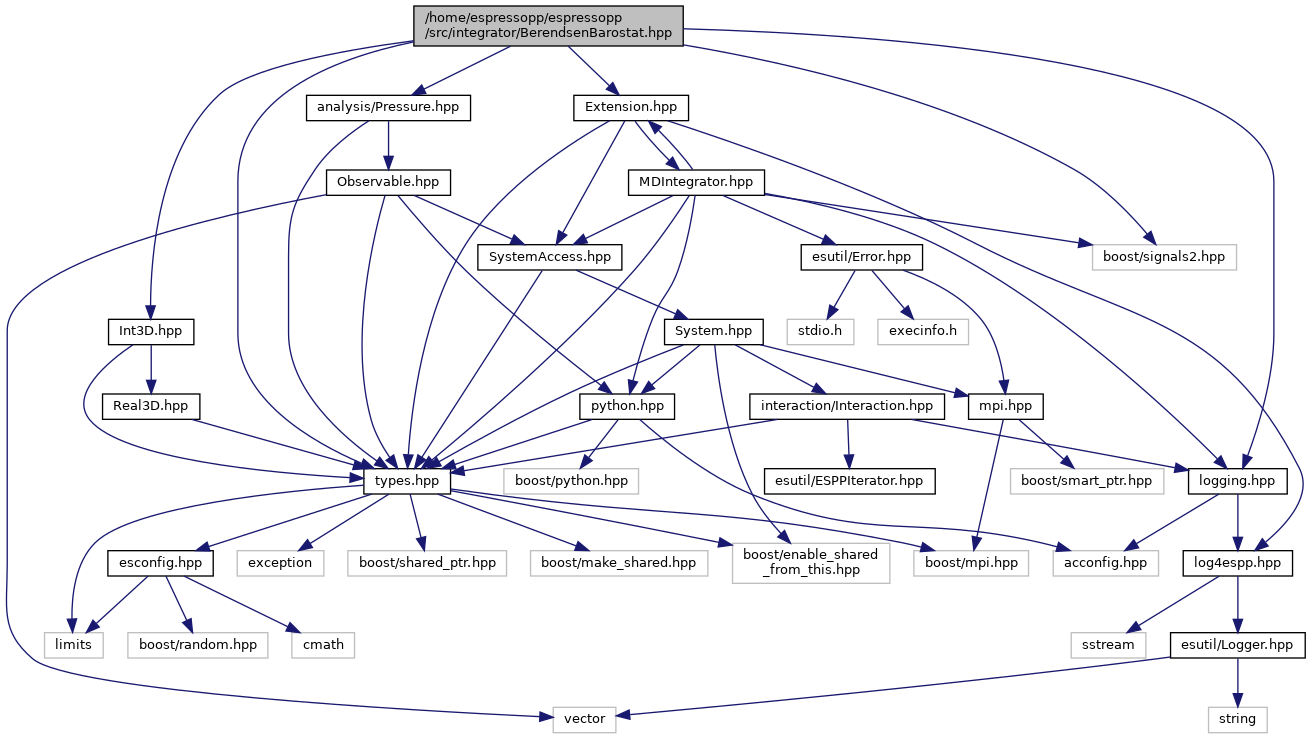 /home/espressopp/espressopp
/src/integrator/BerendsenBarostat.hpp
analysis/Pressure.hpp
Extension.hpp
Observable.hpp
MDIntegrator.hpp
SystemAccess.hpp
esutil/Error.hpp
boost/signals2.hpp
Int3D.hpp
System.hpp
stdio.h
execinfo.h
Real3D.hpp
python.hpp
interaction/Interaction.hpp
mpi.hpp
types.hpp
boost/python.hpp
esutil/ESPPIterator.hpp
boost/smart_ptr.hpp
logging.hpp
esconfig.hpp
exception
boost/shared_ptr.hpp
boost/make_shared.hpp
boost/enable_shared
_from_this.hpp
boost/mpi.hpp
acconfig.hpp
log4espp.hpp
limits
boost/random.hpp
cmath
sstream
esutil/Logger.hpp
vector
string